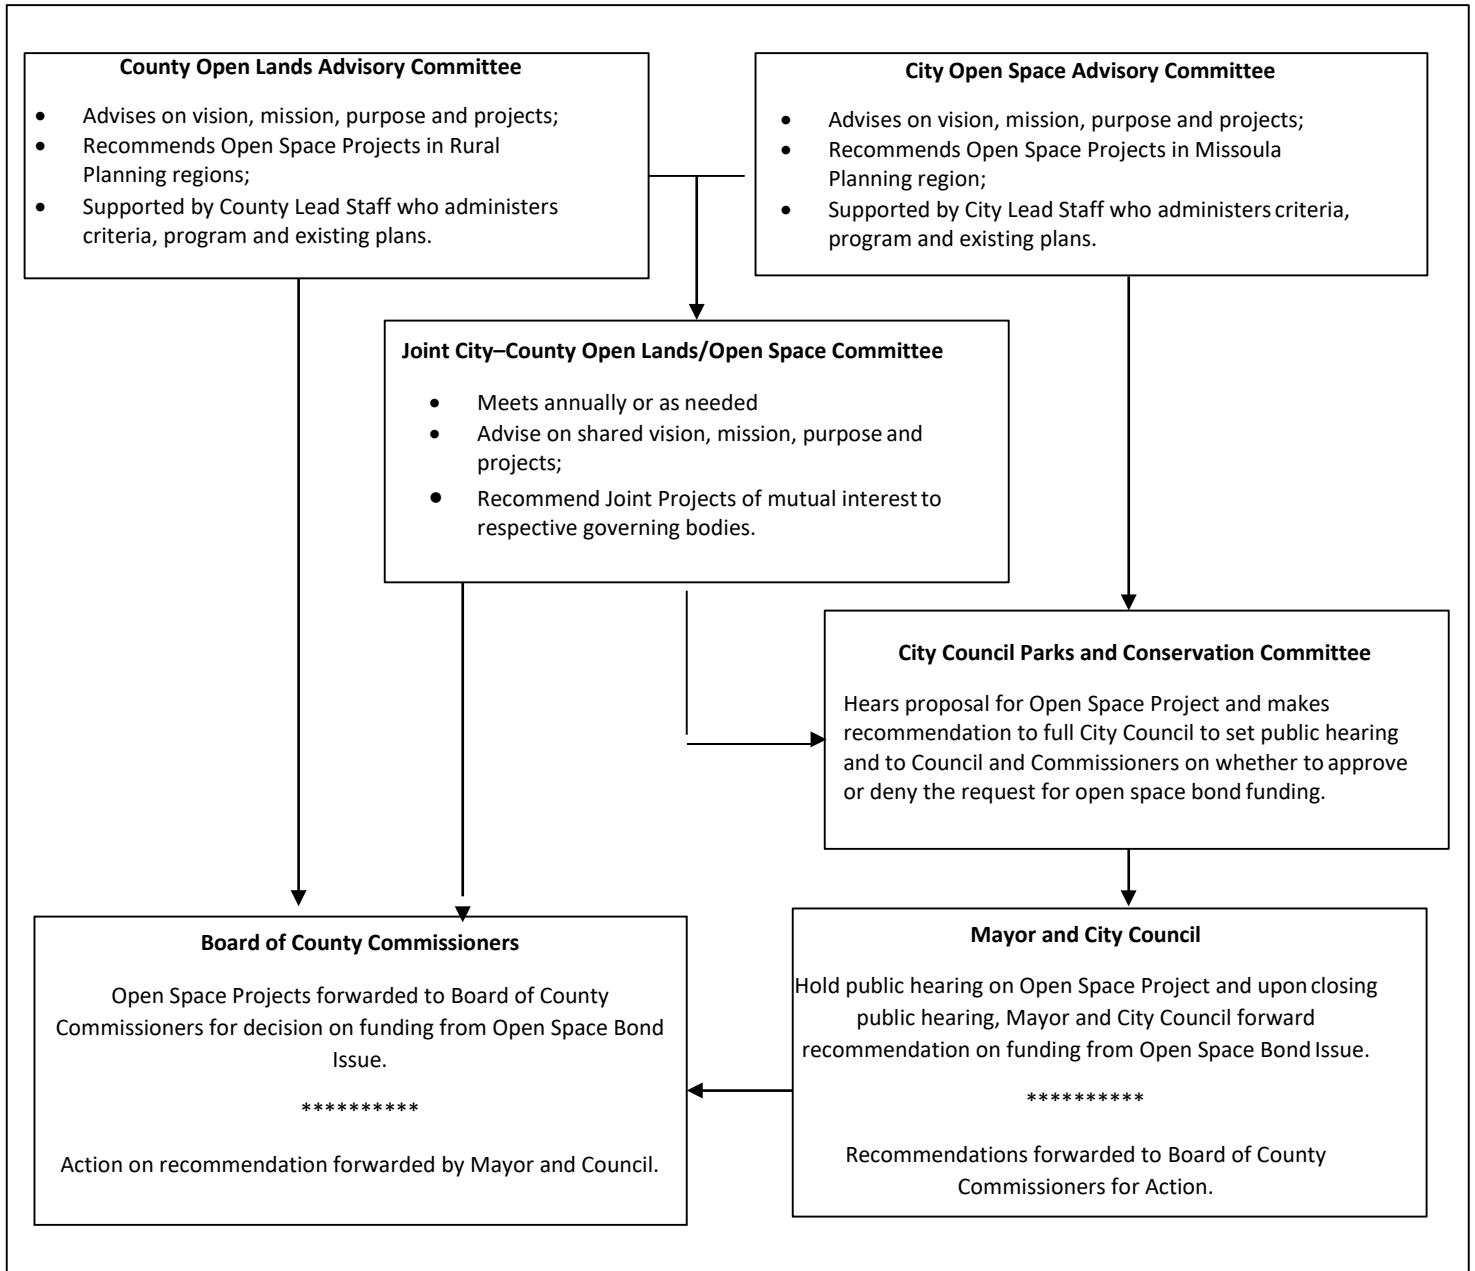 County Open Lands Advisory Committee
• Advises on vision, mission, purpose and projects;
• Recommends Open Space Projects in Rural
Planning regions;
• Supported by County Lead Staff who administers
criteria, program and existing plans.
City Open Space Advisory Committee
• Advises on vision, mission, purpose and projects;
• Recommends Open Space Projects in Missoula
Planning region;
• Supported by City Lead Staff who administers criteria,
program and existing plans.
Joint City–County Open Lands/Open Space Committee
• Meets annually or as needed
• Advise on shared vision, mission, purpose and
projects;
• Recommend Joint Projects of mutual interest to
respective governing bodies.
City Council Parks and Conservation Committee
Hears proposal for Open Space Project and makes
recommendation to full City Council to set public hearing
and to Council and Commissioners on whether to approve
or deny the request for open space bond funding.
Board of County Commissioners
Open Space Projects forwarded to Board of County
Commissioners for decision on funding from Open Space Bond
Issue.
**********
Action on recommendation forwarded by Mayor and Council.
Mayor and City Council
Hold public hearing on Open Space Project and upon closing
public hearing, Mayor and City Council forward
recommendation on funding from Open Space Bond Issue.
**********
Recommendations forwarded to Board of County
Commissioners for Action.